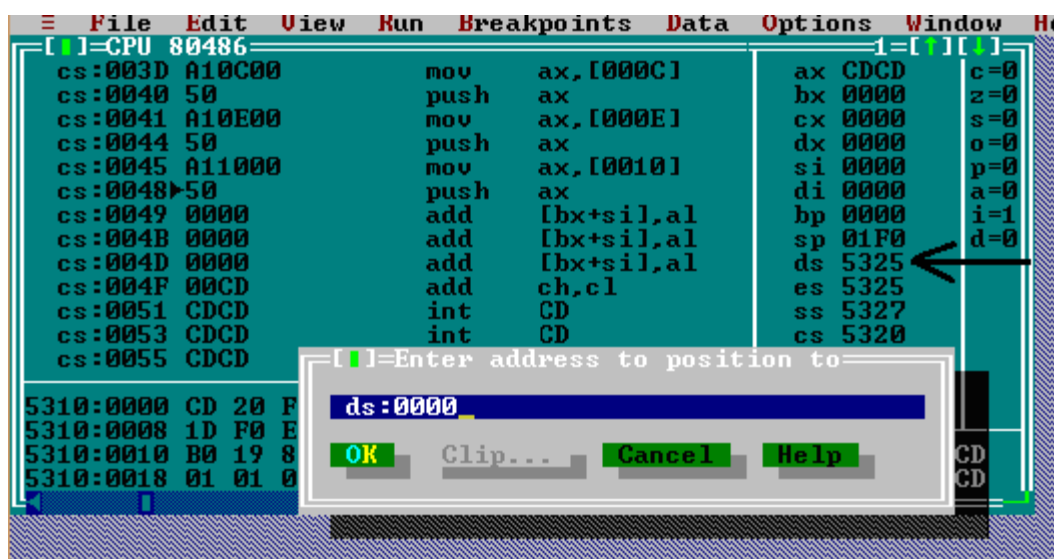 ≡ File Edit View Run Breakpoints Data Options Window H
[■]=CPU 80486 1=[↑][↓]
cs:003D A10C00 mov ax,[000C] ax CDCD c=0
cs:0040 50 push ax bx 0000 z=0
cs:0041 A10E00 mov ax,[000E] cx 0000 s=0
cs:0044 50 push ax dx 0000 o=0
cs:0045 A11000 mov ax,[0010] si 0000 p=0
cs:0048►50 push ax di 0000 a=0
cs:0049 0000 add [bx+si],al bp 0000 i=1
cs:004B 0000 add [bx+si],al sp 01F0 d=0
cs:004D 0000 add [bx+si],al ds 5325
cs:004F 00CD add ch,cl es 5325
cs:0051 CDCD int CD ss 5327
cs:0053 CDCD int CD cs 5320
cs:0055 CDCD
[■]=Enter address to position to
ds:0000_
OK Clip... Cancel Help
5310:0000 CD 20 F
5310:0008 1D F0 E
5310:0010 B0 19 8 CD
5310:0018 01 01 0 CD